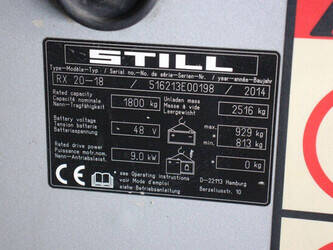 STILL
Type-Modèle-Typ / Serial no.-No. de série-Serien-Nr. / year-année-Baujahr
RX 20-18 / 516213E00198 / 2014
Rated capacity
Capacité nominale
Nenn-Tragfähigkeit
1800 kg
Unladen mass
Masse à vide
Leergewicht
2516 kg
Battery voltage
Tension batterie
Batteriespannung
48 V
max 929 kg
min 813 kg
Rated drive power
Puissance motr.nom.
Nenn-Antriebsleist.
9.0 kW
* 0 kg
CE
* see Operating instructions
voir Mode d'emploi
siehe Betriebsanleitung
D-22113 Hamburg
Berzeliusstr. 10